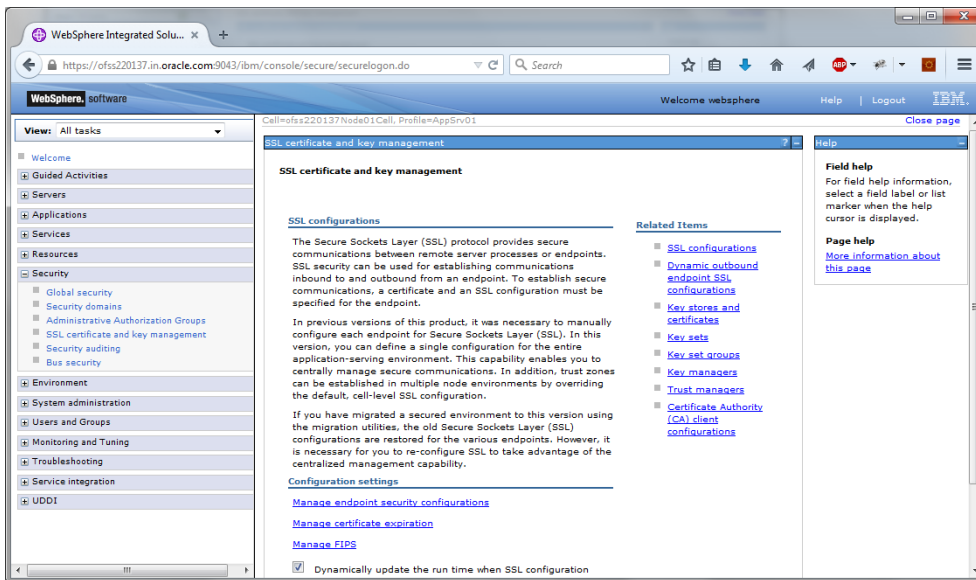 WebSphere Integrated Solu... × +
https://ofss220137.in.oracle.com:9043/ibm/console/secure/securelogon.do
Search
ABP
WebSphere. software
Welcome websphere
Help | Logout
IBM.
View: All tasks
Welcome
Guided Activities
Servers
Applications
Services
Resources
Security
Global security
Security domains
Administrative Authorization Groups
SSL certificate and key management
Security auditing
Bus security
Environment
System administration
Users and Groups
Monitoring and Tuning
Troubleshooting
Service integration
UDDI
Cell=ofss220137Node01Cell, Profile=AppSrv01
Close page
SSL certificate and key management
? -
SSL certificate and key management
SSL configurations
The Secure Sockets Layer (SSL) protocol provides secure
communications between remote server processes or endpoints.
SSL security can be used for establishing communications
inbound to and outbound from an endpoint. To establish secure
communications, a certificate and an SSL configuration must be
specified for the endpoint.
In previous versions of this product, it was necessary to manually
configure each endpoint for Secure Sockets Layer (SSL). In this
version, you can define a single configuration for the entire
application-serving environment. This capability enables you to
centrally manage secure communications. In addition, trust zones
can be established in multiple node environments by overriding
the default, cell-level SSL configuration.
If you have migrated a secured environment to this version using
the migration utilities, the old Secure Sockets Layer (SSL)
configurations are restored for the various endpoints. However, it
is necessary for you to re-configure SSL to take advantage of the
centralized management capability.
Configuration settings
Manage endpoint security configurations
Manage certificate expiration
Manage FIPS
Dynamically update the run time when SSL configuration
Related Items
SSL configurations
Dynamic outbound
endpoint SSL
configurations
Key stores and
certificates
Key sets
Key set groups
Key managers
Trust managers
Certificate Authority
(CA) client
configurations
Help
-
Field help
For field help information,
select a field label or list
marker when the help
cursor is displayed.
Page help
More information about
this page